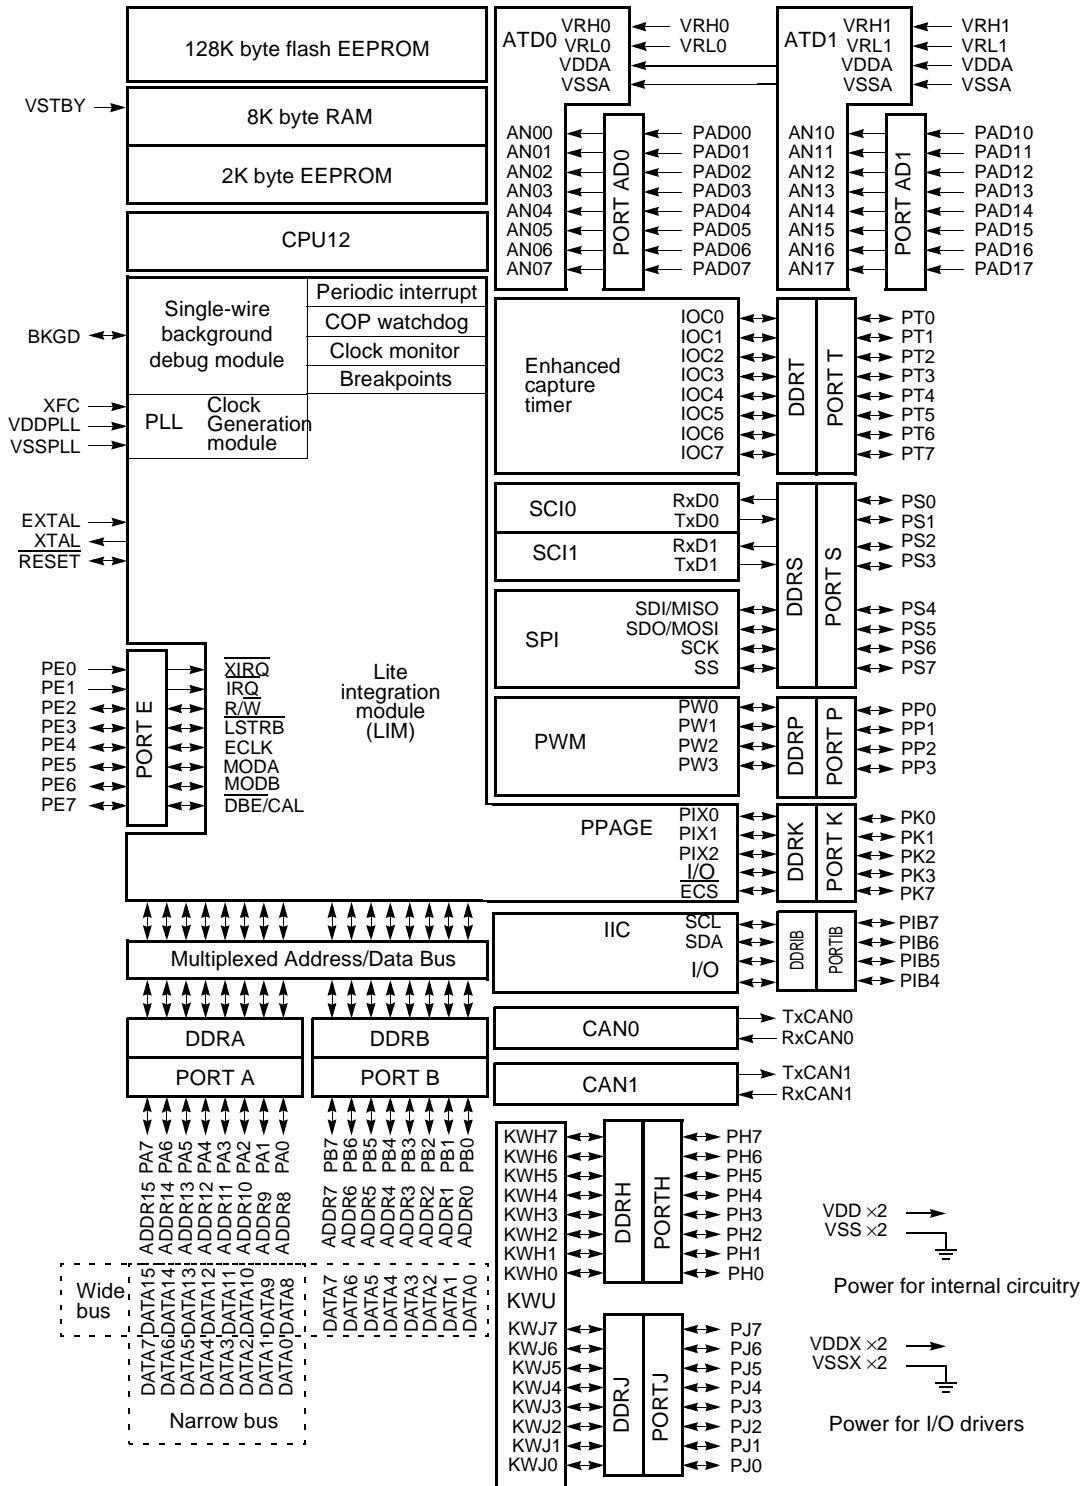 128K byte flash EEPROM
VSTBY
8K byte RAM
2K byte EEPROM
CPU12
Single-wire
background
debug module
Periodic interrupt
COP watchdog
Clock monitor
Breakpoints
BKGD
XFC
VDDPLL
VSSPLL
PLL
Clock
Generation
module
EXTAL
XTAL
RESET
PE0
PE1
PE2
PE3
PE4
PE5
PE6
PE7
PORT E
XIRQ
IRQ
R/W
LSTRB
ECLK
MODA
MODB
DBE/CAL
Lite
integration
module
(LIM)
PPAGE
PIX0
PIX1
PIX2
I/O
ECS
DDRK
PORT K
PK0
PK1
PK2
PK3
PK7
ATD0
VRH0
VRL0
VDDA
VSSA
VRH0
VRL0
AN00
AN01
AN02
AN03
AN04
AN05
AN06
AN07
PORT AD0
PAD00
PAD01
PAD02
PAD03
PAD04
PAD05
PAD06
PAD07
ATD1
VRH1
VRL1
VDDA
VSSA
VRH1
VRL1
VDDA
VSSA
AN10
AN11
AN12
AN13
AN14
AN15
AN16
AN17
PORT AD1
PAD10
PAD11
PAD12
PAD13
PAD14
PAD15
PAD16
PAD17
Enhanced
capture
timer
IOC0
IOC1
IOC2
IOC3
IOC4
IOC5
IOC6
IOC7
DDRT
PORT T
PT0
PT1
PT2
PT3
PT4
PT5
PT6
PT7
SCI0
RxD0
TxD0
SCI1
RxD1
TxD1
SPI
SDI/MISO
SDO/MOSI
SCK
SS
DDRS
PORT S
PS0
PS1
PS2
PS3
PS4
PS5
PS6
PS7
PWM
PW0
PW1
PW2
PW3
DDRP
PORT P
PP0
PP1
PP2
PP3
IIC
SCL
SDA
I/O
DDRIB
PORTIB
PIB7
PIB6
PIB5
PIB4
CAN0
TxCAN0
RxCAN0
CAN1
TxCAN1
RxCAN1
Multiplexed Address/Data Bus
DDRA
PORT A
DDRB
PORT B
PA7
PA6
PA5
PA4
PA3
PA2
PA1
PA0
PB7
PB6
PB5
PB4
PB3
PB2
PB1
PB0
ADDR15
ADDR14
ADDR13
ADDR12
ADDR11
ADDR10
ADDR9
ADDR8
ADDR7
ADDR6
ADDR5
ADDR4
ADDR3
ADDR2
ADDR1
ADDR0
Wide
bus
DATA15
DATA14
DATA13
DATA12
DATA11
DATA10
DATA9
DATA8
DATA7
DATA6
DATA5
DATA4
DATA3
DATA2
DATA1
DATA0
DATA7
DATA6
DATA5
DATA4
DATA3
DATA2
DATA1
DATA0
Narrow bus
KWH7
KWH6
KWH5
KWH4
KWH3
KWH2
KWH1
KWH0
KWU
KWJ7
KWJ6
KWJ5
KWJ4
KWJ3
KWJ2
KWJ1
KWJ0
DDRH
PORTH
PH7
PH6
PH5
PH4
PH3
PH2
PH1
PH0
DDRJ
PORTJ
PJ7
PJ6
PJ5
PJ4
PJ3
PJ2
PJ1
PJ0
VDD ×2
VSS ×2
Power for internal circuitry
VDDX ×2
VSSX ×2
Power for I/O drivers